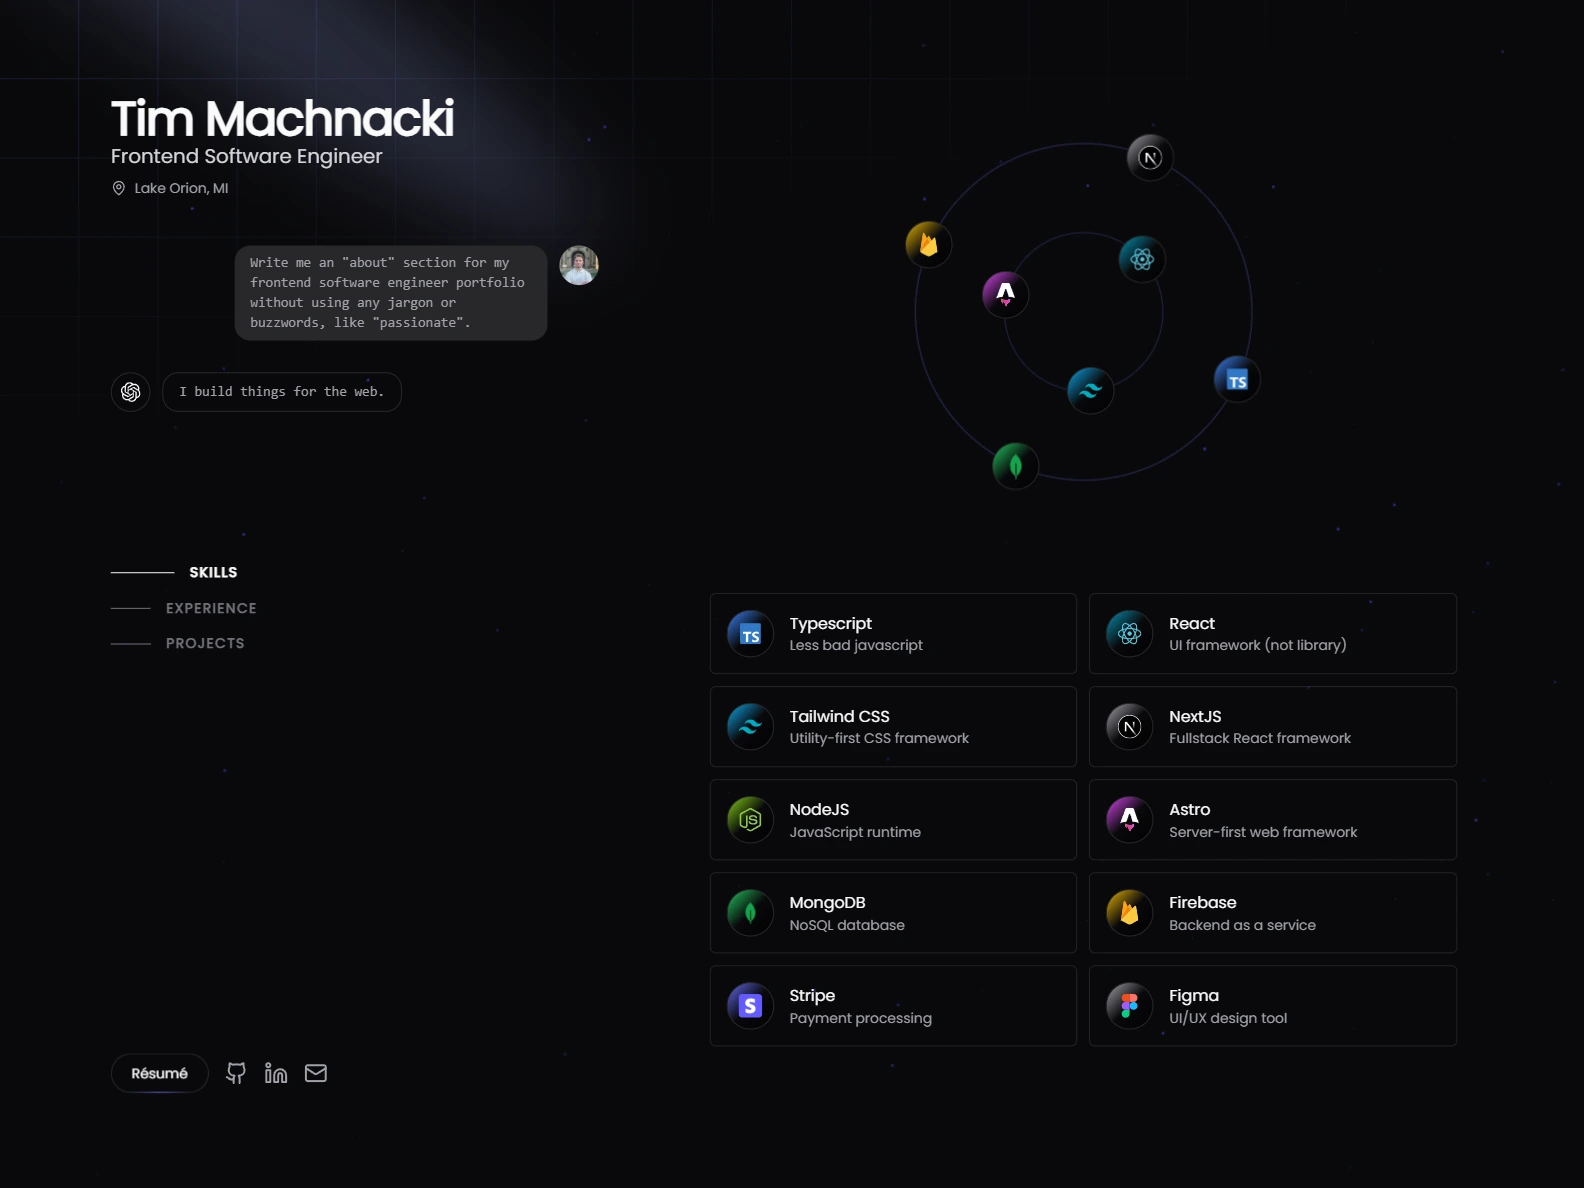 Tim Machnacki
Frontend Software Engineer
Lake Orion, MI
Write me an "about" section for my
frontend software engineer portfolio
without using any jargon or
buzzwords, like "passionate".
I build things for the web.
N
TS
SKILLS
EXPERIENCE
PROJECTS
TS
Typescript
Less bad javascript
React
UI framework (not library)
Tailwind CSS
Utility-first CSS framework
N
NextJS
Fullstack React framework
JS
NodeJS
JavaScript runtime
Astro
Server-first web framework
MongoDB
NoSQL database
Firebase
Backend as a service
S
Stripe
Payment processing
Figma
UI/UX design tool
Résumé
in